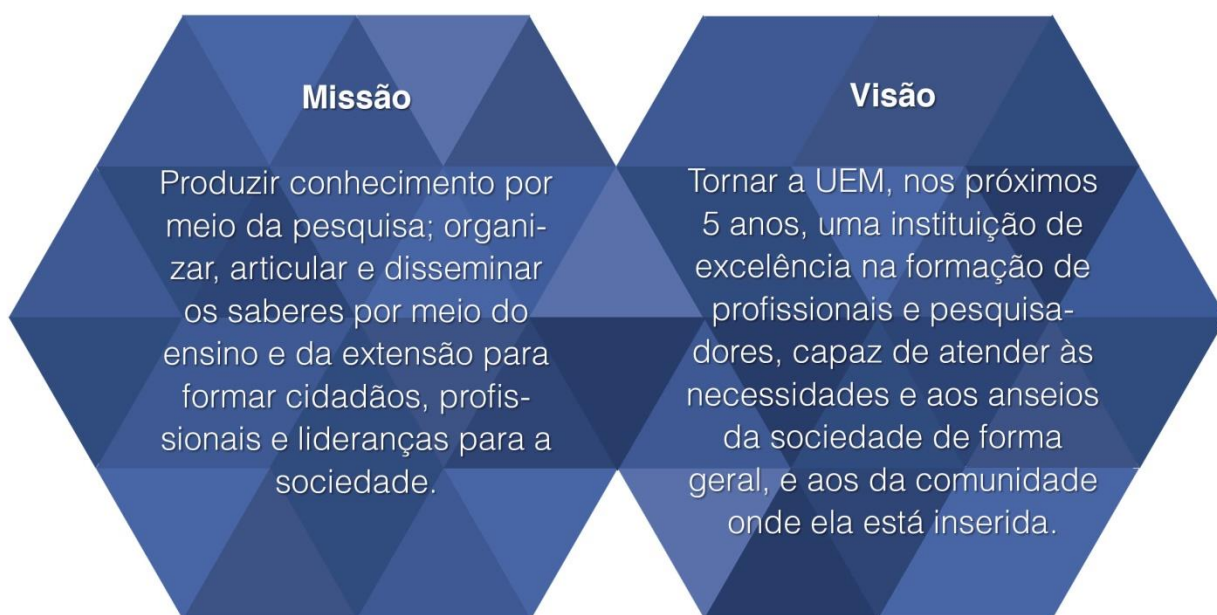 Missão
Produzir conhecimento por
meio da pesquisa; organi-
zar, articular e disseminar
os saberes por meio do
ensino e da extensão para
formar cidadãos, profis-
sionais e lideranças para a
sociedade.
Visão
Tornar a UEM, nos próximos
5 anos, uma instituição de
excelência na formação de
profissionais e pesquisa-
dores, capaz de atender às
necessidades e aos anseios
da sociedade de forma
geral, e aos da comunidade
onde ela está inserida.